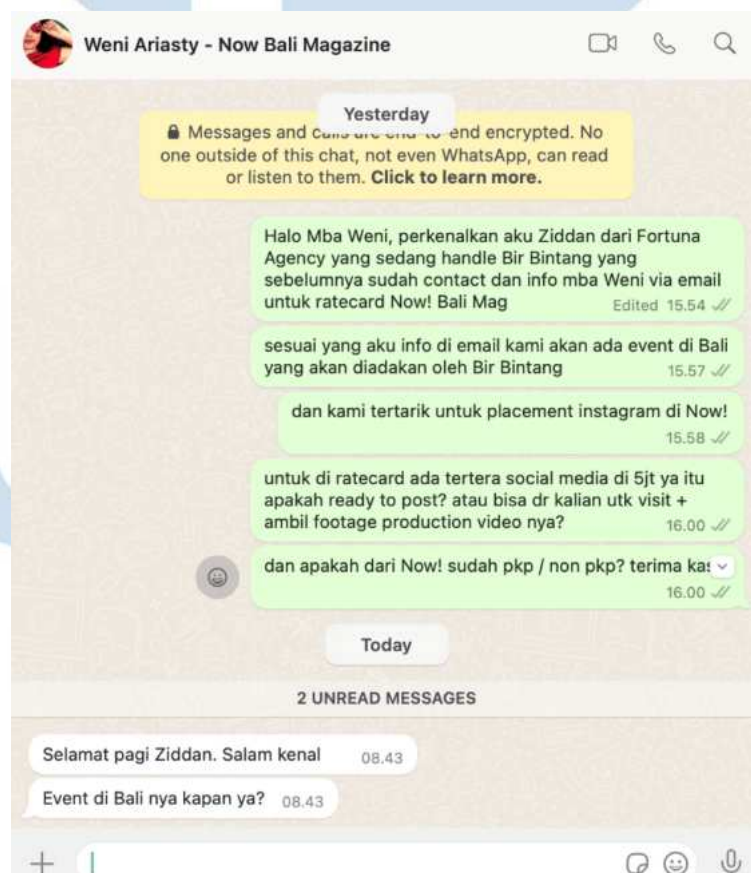 Weni Ariasty - Now Bali Magazine
Yesterday
Messages and calls are end-to-end encrypted. No
one outside of this chat, not even WhatsApp, can read
or listen to them. Click to learn more.
Halo Mba Weni, perkenalkan aku Ziddan dari Fortuna
Agency yang sedang handle Bir Bintang yang
sebelumnya sudah contact dan info mba Weni via email
untuk ratecard Now! Bali Mag Edited 15.54
sesuai yang aku info di email kami akan ada event di Bali
yang akan diadakan oleh Bir Bintang 15.57
dan kami tertarik untuk placement instagram di Now!
15.58
untuk di ratecard ada tertera social media di 5jt ya itu
apakah ready to post? atau bisa dr kalian utk visit +
ambil footage production video nya? 16.00
dan apakah dari Now! sudah pkp / non pkp? terima kas
16.00
Today
2 UNREAD MESSAGES
Selamat pagi Ziddan. Salam kenal 08.43
Event di Bali nya kapan ya? 08.43